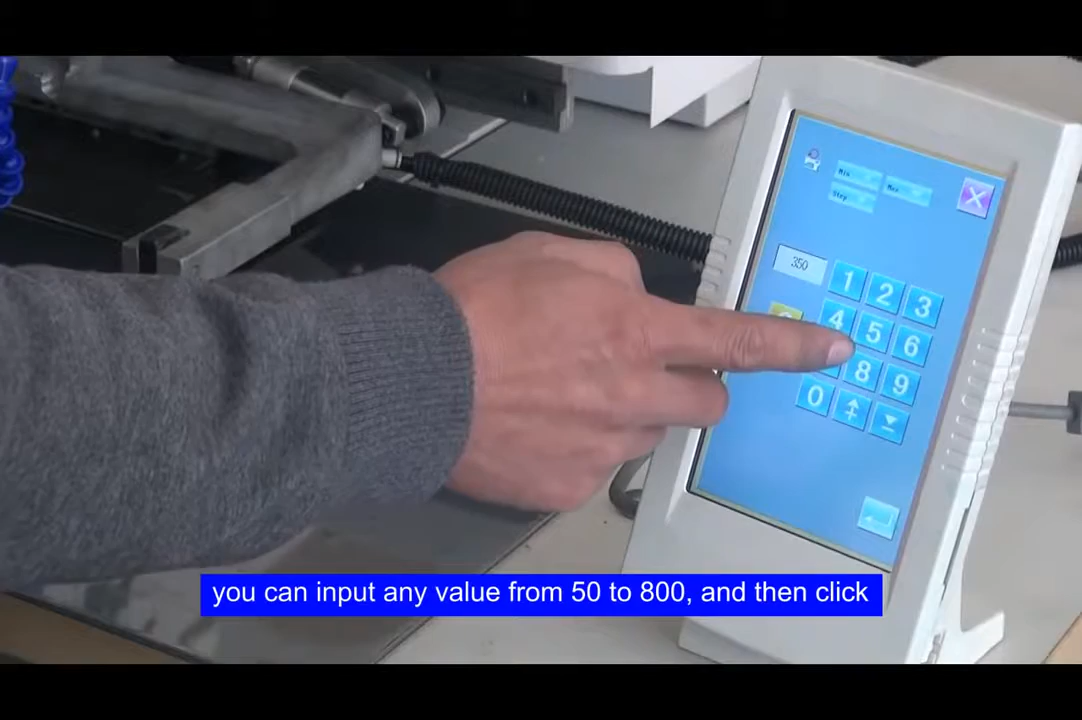 Min
Max
Step
350
1 2 3
4 5 6
8 9
0
you can input any value from 50 to 800, and then click